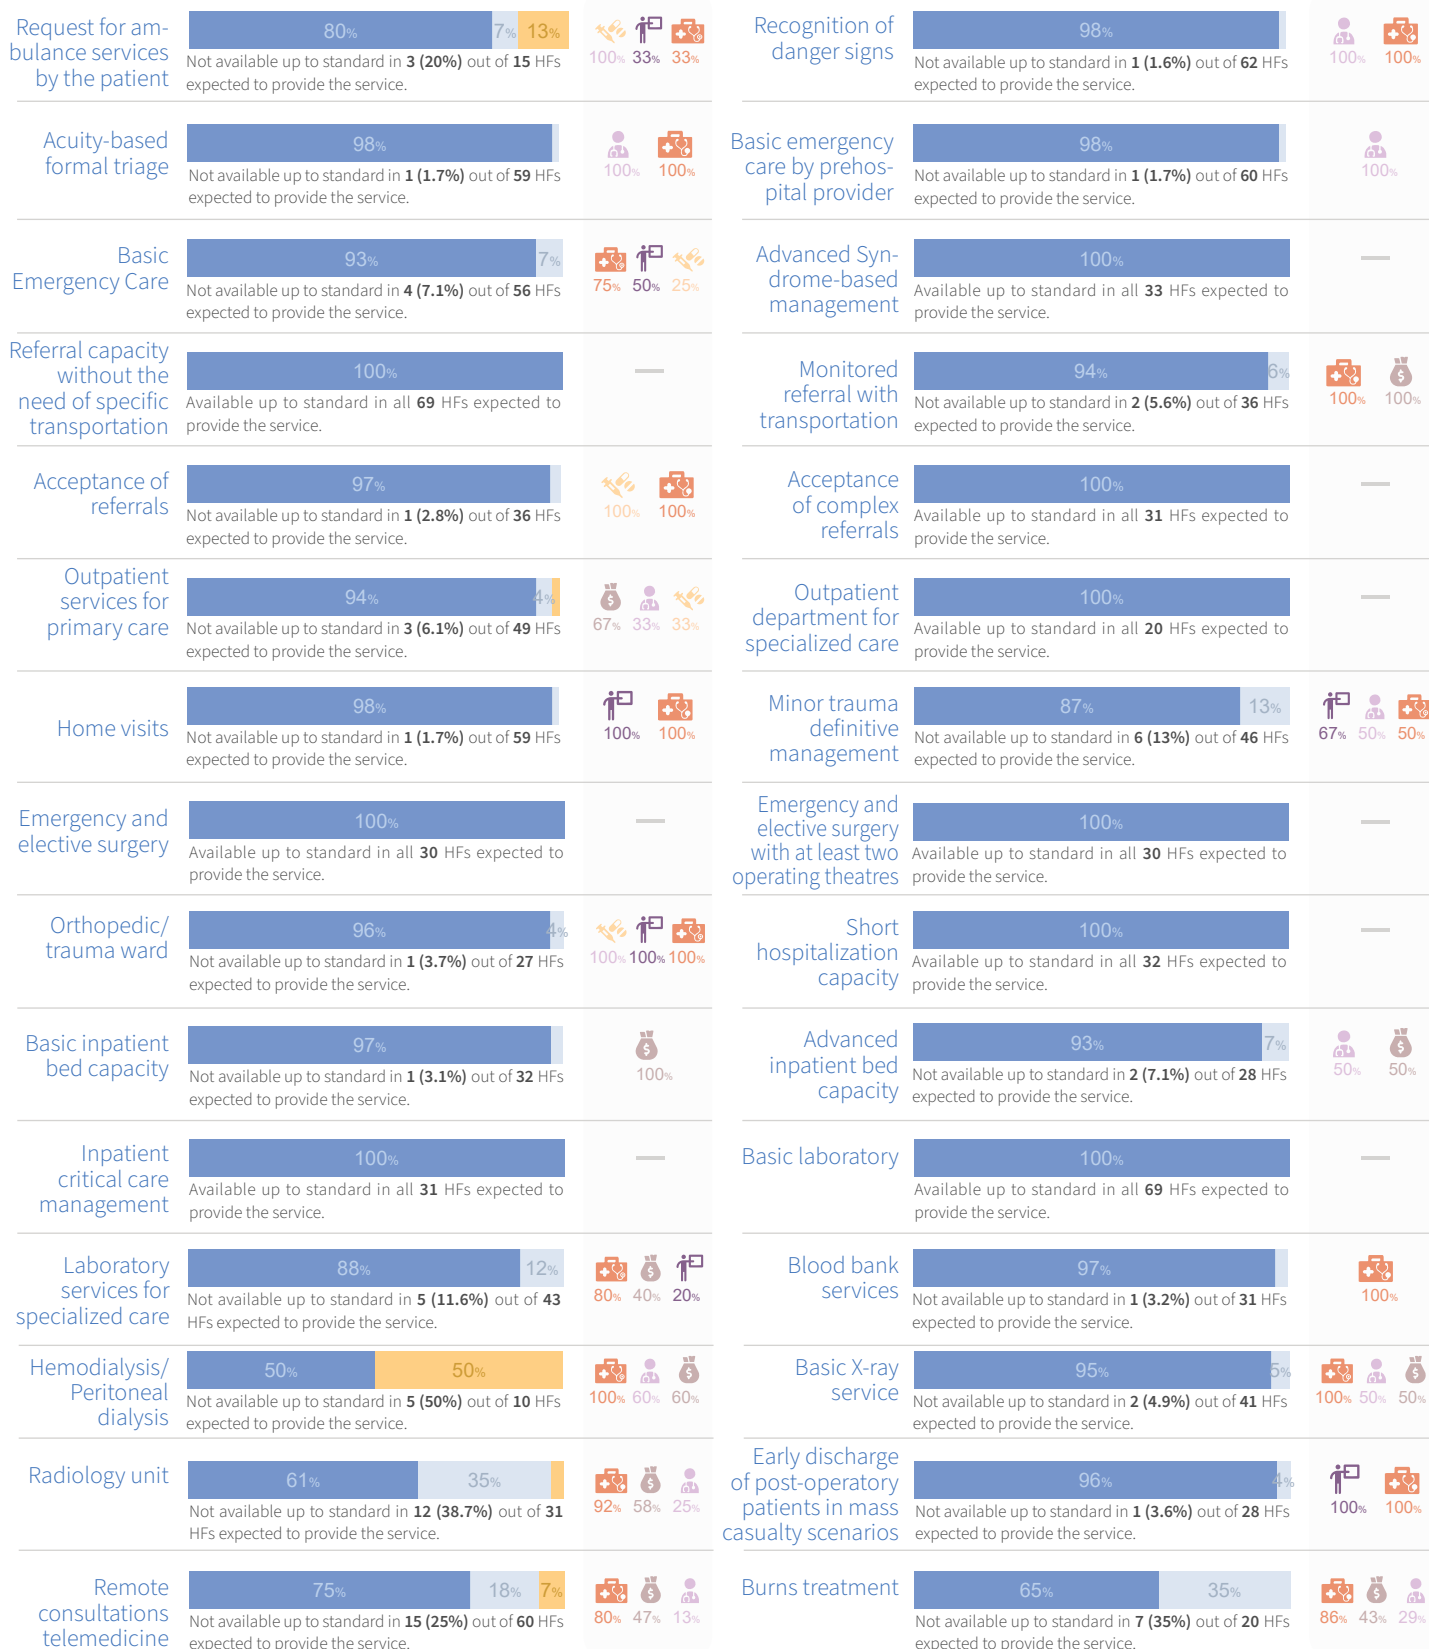 Request for am-
bulance services
by the patient
80%
7%
13%
Not available up to standard in 3 (20%) out of 15 HFs
expected to provide the service.
100% 33% 33%
Recognition of
danger signs
98%
Not available up to standard in 1 (1.6%) out of 62 HFs
expected to provide the service.
100% 100%
Acuity-based
formal triage
98%
Not available up to standard in 1 (1.7%) out of 59 HFs
expected to provide the service.
100% 100%
Basic emergency
care by prehos-
pital provider
98%
Not available up to standard in 1 (1.7%) out of 60 HFs
expected to provide the service.
100%
Basic
Emergency Care
93%
7%
Not available up to standard in 4 (7.1%) out of 56 HFs
expected to provide the service.
75% 50% 25%
Advanced Syn-
drome-based
management
100%
Available up to standard in all 33 HFs expected to
provide the service.
Referral capacity
without the
need of specific
transportation
100%
Available up to standard in all 69 HFs expected to
provide the service.
Monitored
referral with
transportation
94%
6%
Not available up to standard in 2 (5.6%) out of 36 HFs
expected to provide the service.
100% 100%
Acceptance of
referrals
97%
Not available up to standard in 1 (2.8%) out of 36 HFs
expected to provide the service.
100% 100%
Acceptance
of complex
referrals
100%
Available up to standard in all 31 HFs expected to
provide the service.
Outpatient
services for
primary care
94%
4%
Not available up to standard in 3 (6.1%) out of 49 HFs
expected to provide the service.
67% 33% 33%
Outpatient
department for
specialized care
100%
Available up to standard in all 20 HFs expected to
provide the service.
Home visits
98%
Not available up to standard in 1 (1.7%) out of 59 HFs
expected to provide the service.
100% 100%
Minor trauma
definitive
management
87%
13%
Not available up to standard in 6 (13%) out of 46 HFs
expected to provide the service.
67% 50% 50%
Emergency and
elective surgery
100%
Available up to standard in all 30 HFs expected to
provide the service.
Emergency and
elective surgery
with at least two
operating theatres
100%
Available up to standard in all 30 HFs expected to
provide the service.
Orthopedic/
trauma ward
96%
4%
Not available up to standard in 1 (3.7%) out of 27 HFs
expected to provide the service.
100% 100% 100%
Short
hospitalization
capacity
100%
Available up to standard in all 32 HFs expected to
provide the service.
Basic inpatient
bed capacity
97%
Not available up to standard in 1 (3.1%) out of 32 HFs
expected to provide the service.
100%
Advanced
inpatient bed
capacity
93%
7%
Not available up to standard in 2 (7.1%) out of 28 HFs
expected to provide the service.
50% 50%
Inpatient
critical care
management
100%
Available up to standard in all 31 HFs expected to
provide the service.
Basic laboratory
100%
Available up to standard in all 69 HFs expected to
provide the service.
Laboratory
services for
specialized care
88%
12%
Not available up to standard in 5 (11.6%) out of 43
HFs expected to provide the service.
80% 40% 20%
Blood bank
services
97%
Not available up to standard in 1 (3.2%) out of 31 HFs
expected to provide the service.
100%
Hemodialysis/
Peritoneal
dialysis
50%
50%
Not available up to standard in 5 (50%) out of 10 HFs
expected to provide the service.
100% 60% 60%
Basic X-ray
service
95%
5%
Not available up to standard in 2 (4.9%) out of 41 HFs
expected to provide the service.
100% 50% 50%
Radiology unit
61%
35%
Not available up to standard in 12 (38.7%) out of 31
HFs expected to provide the service.
92% 58% 25%
Early discharge
of post-operatory
patients in mass
casualty scenarios
96%
4%
Not available up to standard in 1 (3.6%) out of 28 HFs
expected to provide the service.
100% 100%
Remote
consultations
telemedicine
75%
18%
7%
Not available up to standard in 15 (25%) out of 60 HFs
expected to provide the service.
80% 47% 13%
Burns treatment
65%
35%
Not available up to standard in 7 (35%) out of 20 HFs
expected to provide the service.
86% 43% 29%